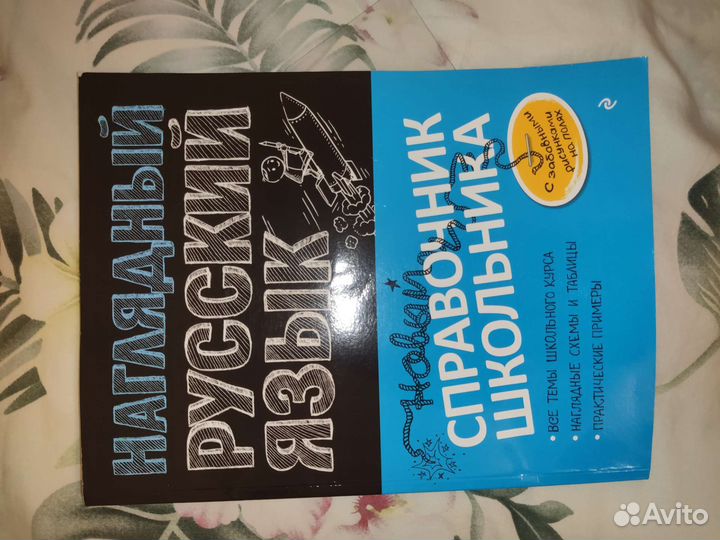 НАГЛЯДНЫЙ
РУССКИЙ
ЯЗЫК
Новый
СПРАВОЧНИК
ШКОЛЬНИКА
С забавными
рисунками
на полях
• ВСЕ ТЕМЫ ШКОЛЬНОГО КУРСА
• НАГЛЯДНЫЕ СХЕМЫ И ТАБЛИЦЫ
• ПРАКТИЧЕСКИЕ ПРИМЕРЫ
Avito